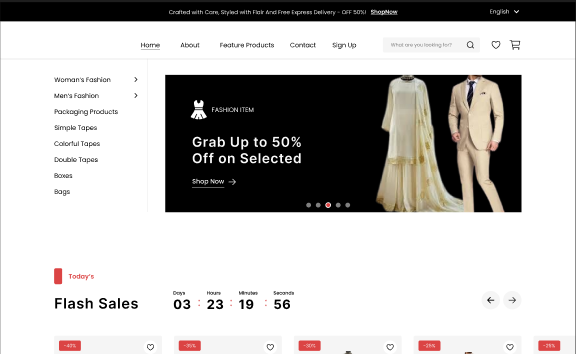 Crafted with Care, Styled with Flair And Free Express Delivery - OFF 50%! ShopNow English
Home About Feature Products Contact Sign Up What are you looking for?
Woman's Fashion
Men's Fashion
Packaging Products
Simple Tapes
Colorful Tapes
Double Tapes
Boxes
Bags
FASHION ITEM
Grab Up to 50%
Off on Selected
Shop Now
Today's
Flash Sales
Days Hours Minutes Seconds
03 : 23 : 19 : 56
-40% -35% -30% -25% -25%